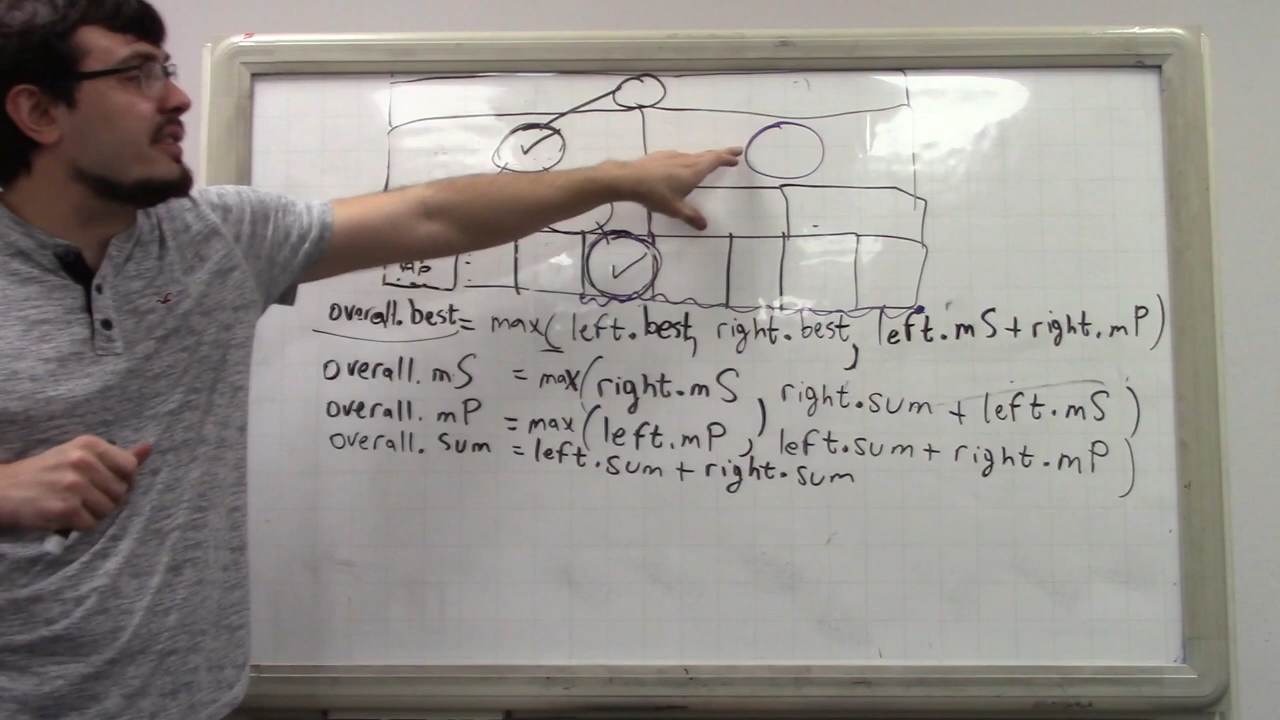 overall.best = max(left.best, right.best, left.mS + right.mP)
overall.mS = max(right.mS, right.sum + left.mS)
overall.mP = max(left.mP, left.sum + right.mP)
overall.sum = left.sum + right.sum